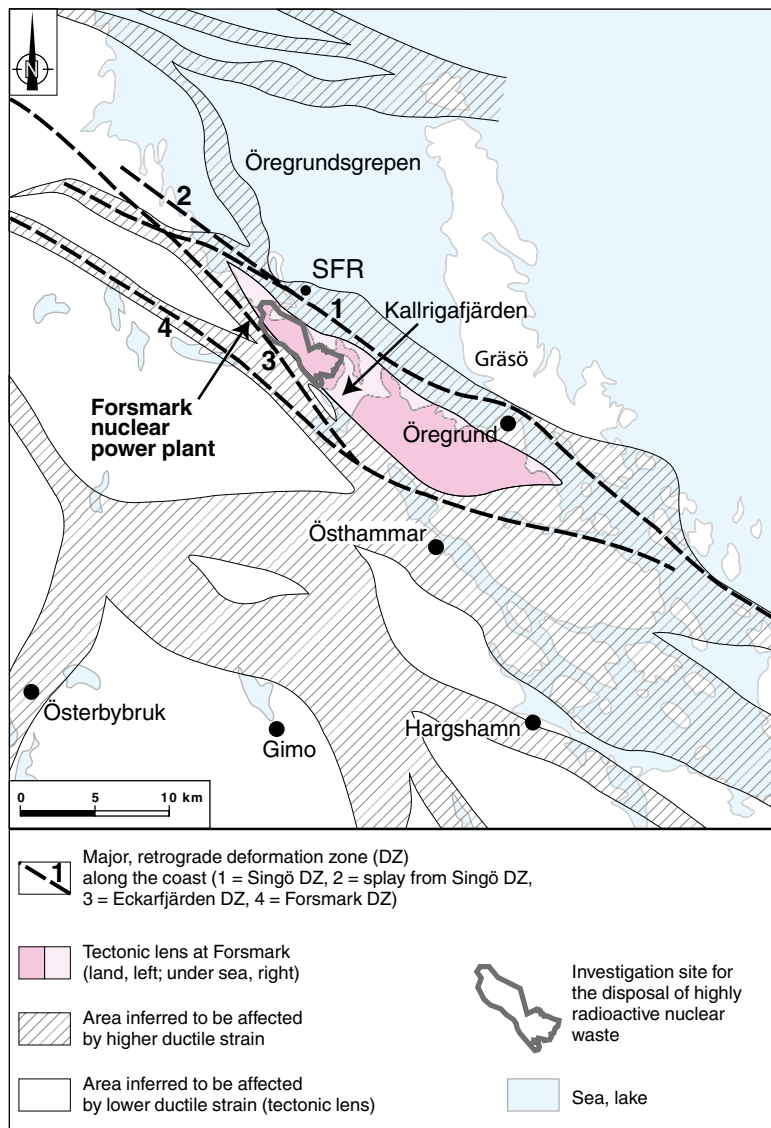 N
Öregrundsgrepen
2
SFR
1
Kallrigafjärden
4
3
Gräsö
Forsmark
nuclear
power plant
Öregrund
Östhammar
Österbybruk
Gimo
Hargshamn
0 5 10 km
1
Major, retrograde deformation zone (DZ)
along the coast (1 = Singö DZ, 2 = splay from Singö DZ,
3 = Eckarfjärden DZ, 4 = Forsmark DZ)
Tectonic lens at Forsmark
(land, left; under sea, right)
Area inferred to be affected
by higher ductile strain
Area inferred to be affected
by lower ductile strain (tectonic lens)
Investigation site for
the disposal of highly
radioactive nuclear
waste
Sea, lake